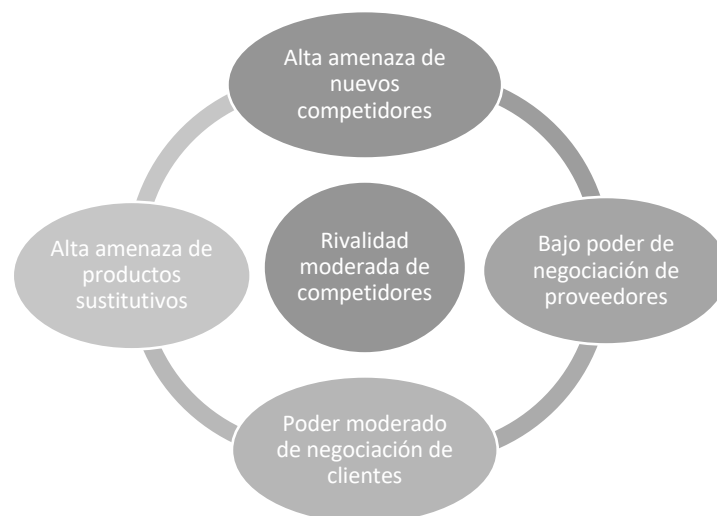 Alta amenaza de
nuevos
competidores
Alta amenaza de
productos
sustitutivos
Rivalidad
moderada de
competidores
Bajo poder de
negociación de
proveedores
Poder moderado
de negociación de
clientes